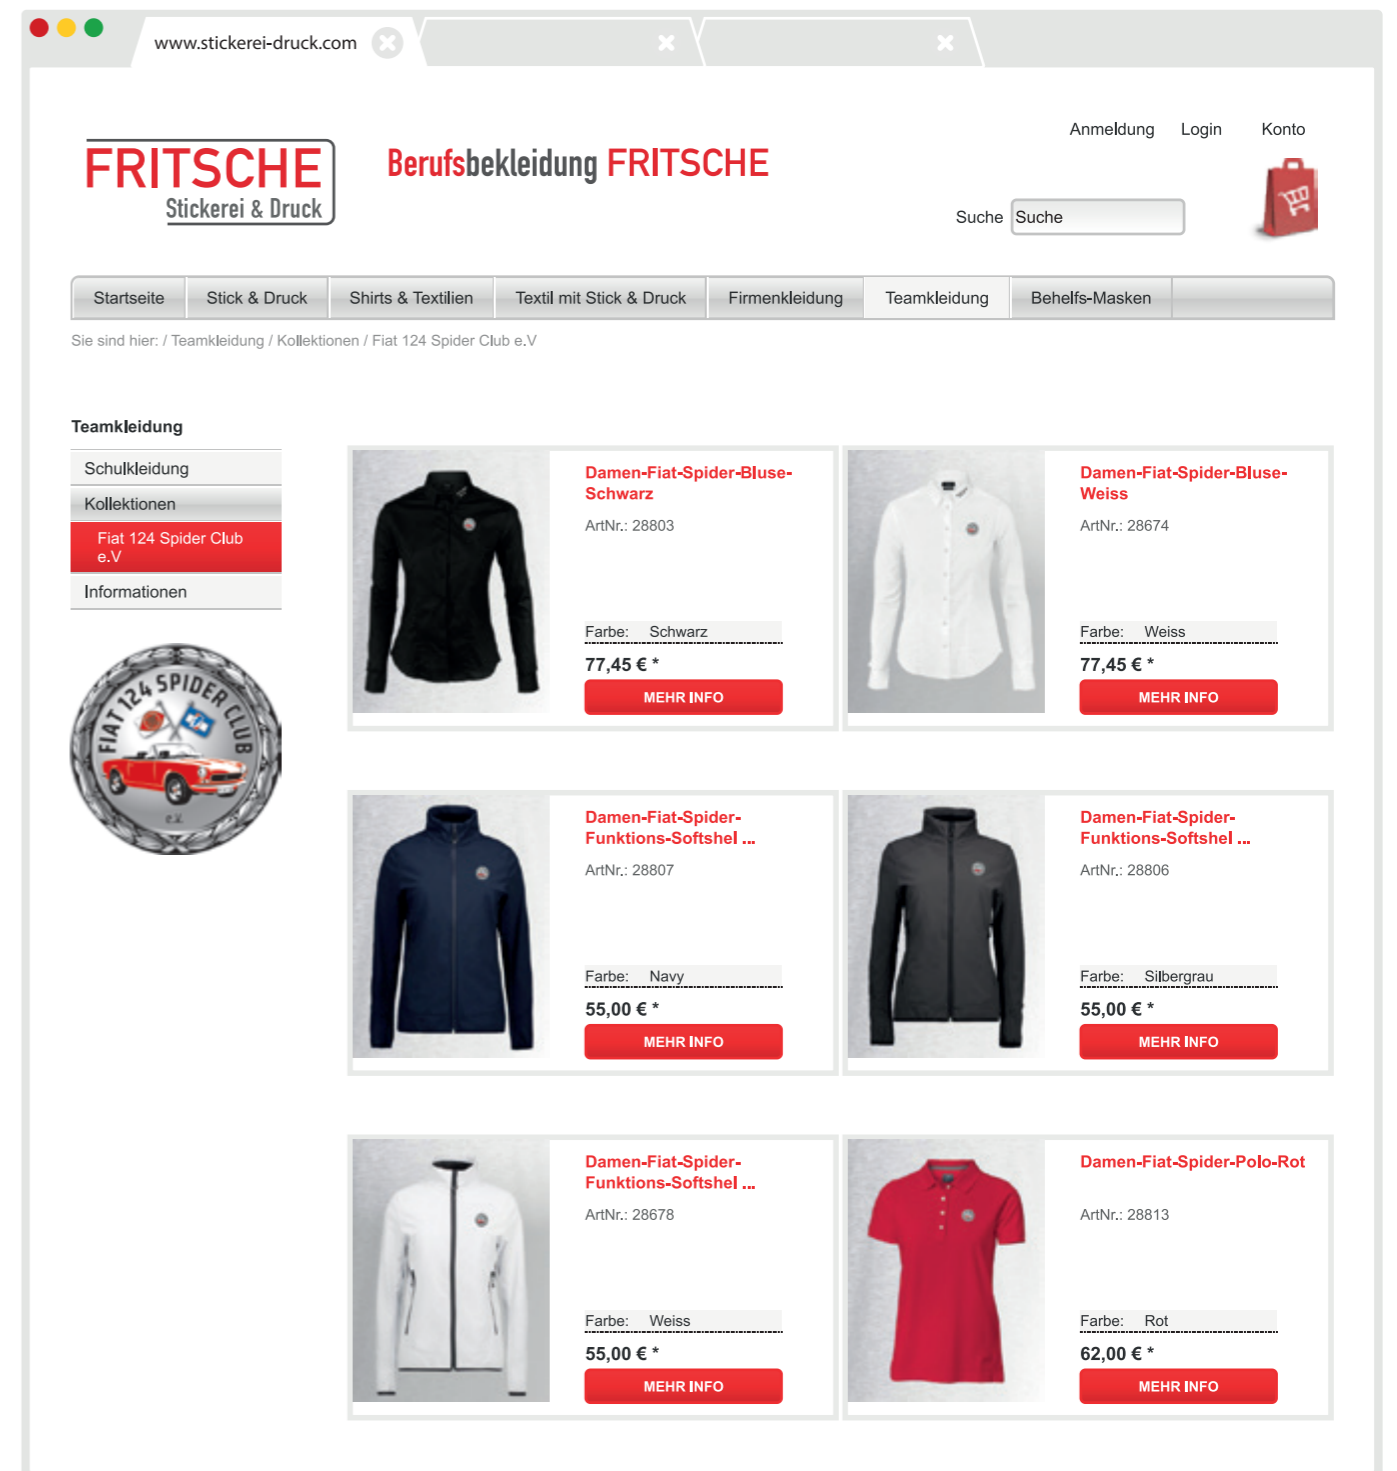 www.stickerei-druck.com
Anmeldung Login Konto
FRITSCHE
Stickerei & Druck
Berufsbekleidung FRITSCHE
Suche Suche
Startseite Stick & Druck Shirts & Textilien Textil mit Stick & Druck Firmenkleidung Teamkleidung Behelfs-Masken
Sie sind hier: / Teamkleidung / Kollektionen / Fiat 124 Spider Club e.V
Teamkleidung
Schulkleidung
Kollektionen
Fiat 124 Spider Club
e.V
Informationen
FIAT 124 SPIDER CLUB
e.V.
Damen-Fiat-Spider-Bluse-
Schwarz
ArtNr.: 28803
Farbe: Schwarz
77,45 € *
MEHR INFO
Damen-Fiat-Spider-Bluse-
Weiss
ArtNr.: 28674
Farbe: Weiss
77,45 € *
MEHR INFO
Damen-Fiat-Spider-
Funktions-Softshel ...
ArtNr.: 28807
Farbe: Navy
55,00 € *
MEHR INFO
Damen-Fiat-Spider-
Funktions-Softshel ...
ArtNr.: 28806
Farbe: Silbergrau
55,00 € *
MEHR INFO
Damen-Fiat-Spider-
Funktions-Softshel ...
ArtNr.: 28678
Farbe: Weiss
55,00 € *
MEHR INFO
Damen-Fiat-Spider-Polo-Rot
ArtNr.: 28813
Farbe: Rot
62,00 € *
MEHR INFO